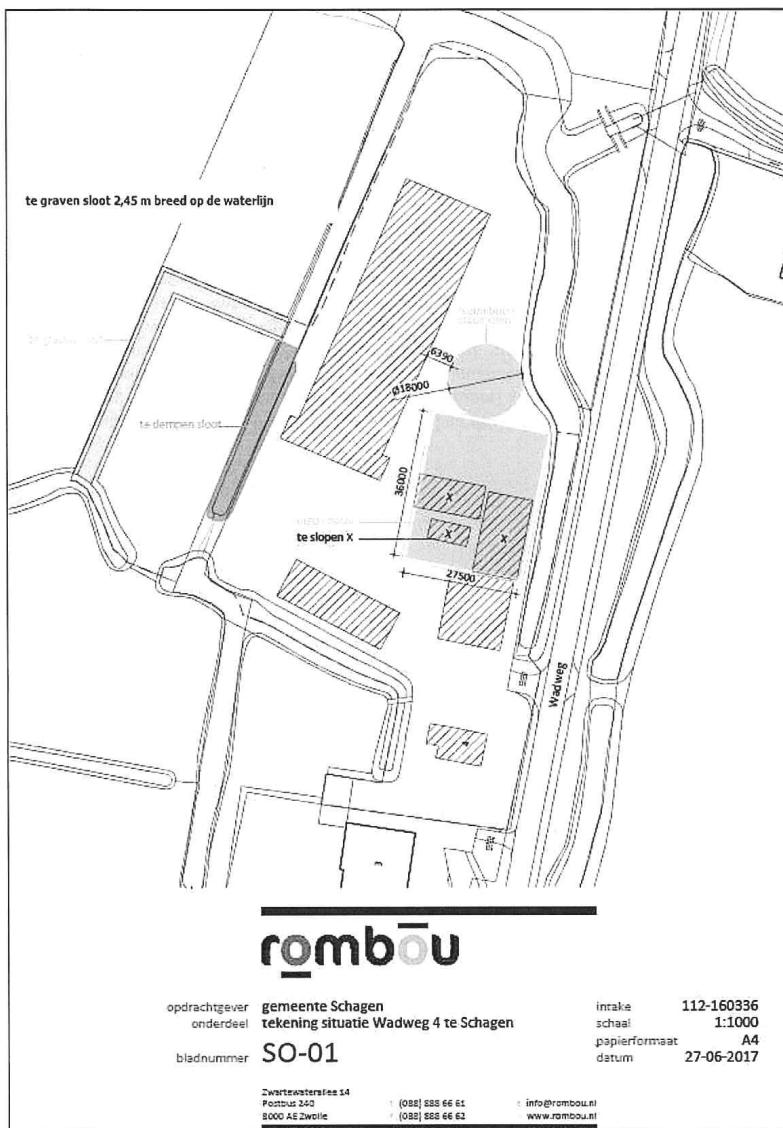 te graven sloot 2,45 m breed op de waterlijn
6390
Ø18000
te dempen sloot
36000
te slopen X
X
X
X
27500
Wadweg
4
3
rombou
opdrachtgever gemeente Schagen
onderdeel tekening situatie Wadweg 4 te Schagen
bladnummer SO-01
intake 112-160336
schaal 1:1000
papierformaat A4
datum 27-06-2017
Zwartewaterallee 14
Postbus 240
8000 AE Zwolle
t (088) 888 66 61
f (088) 888 66 62
e info@rombou.nl
www.rombou.nl